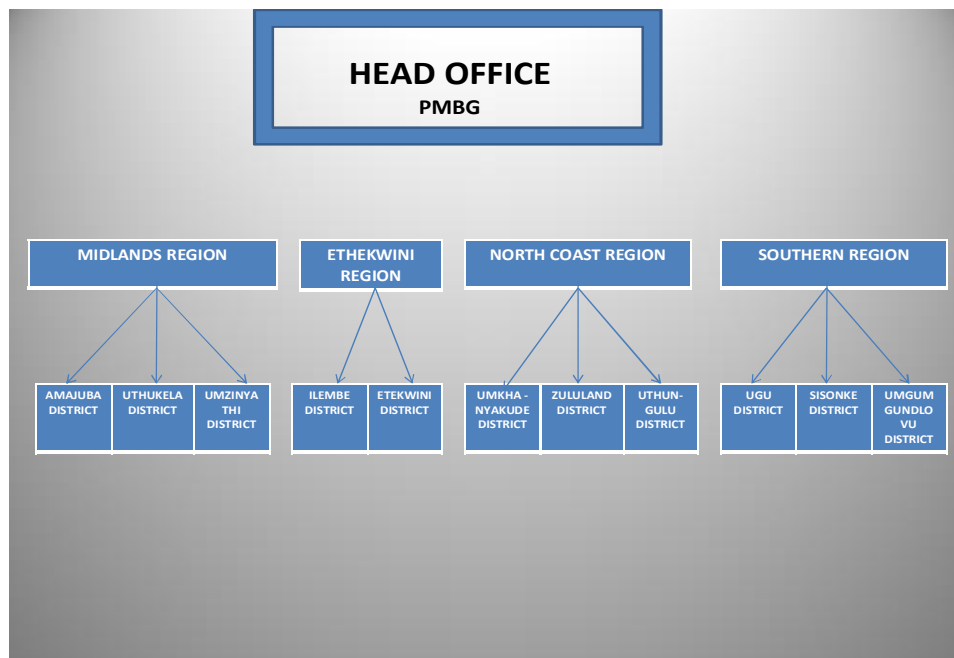 HEAD OFFICE
PMBG
MIDLANDS REGION
ETHEKWINI
REGION
NORTH COAST REGION
SOUTHERN REGION
AMAJUBA
DISTRICT
UTHUKELA
DISTRICT
UMZINYA
THI
DISTRICT
ILEMBE
DISTRICT
ETEKWINI
DISTRICT
UMKHA -
NYAKUDE
DISTRICT
ZULULAND
DISTRICT
UTHUN-
GULU
DISTRICT
UGU
DISTRICT
SISONKE
DISTRICT
UMGUM
GUNDLO
VU
DISTRICT